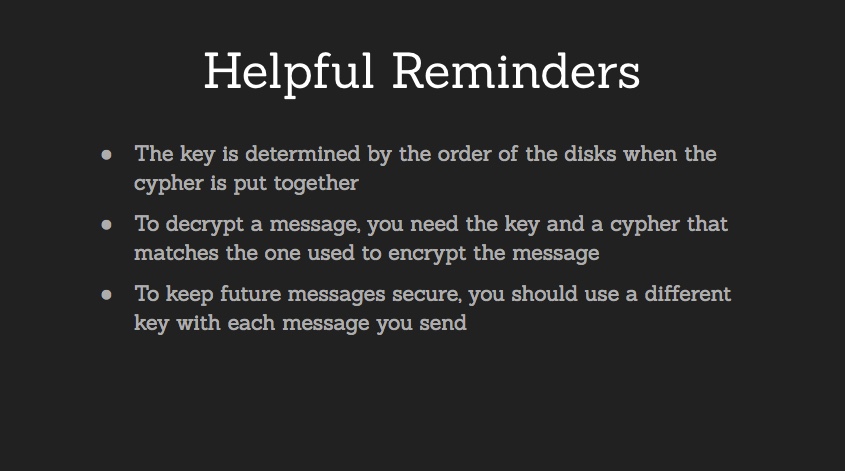 Helpful Reminders
● The key is determined by the order of the disks when the
cypher is put together
● To decrypt a message, you need the key and a cypher that
matches the one used to encrypt the message
● To keep future messages secure, you should use a different
key with each message you send